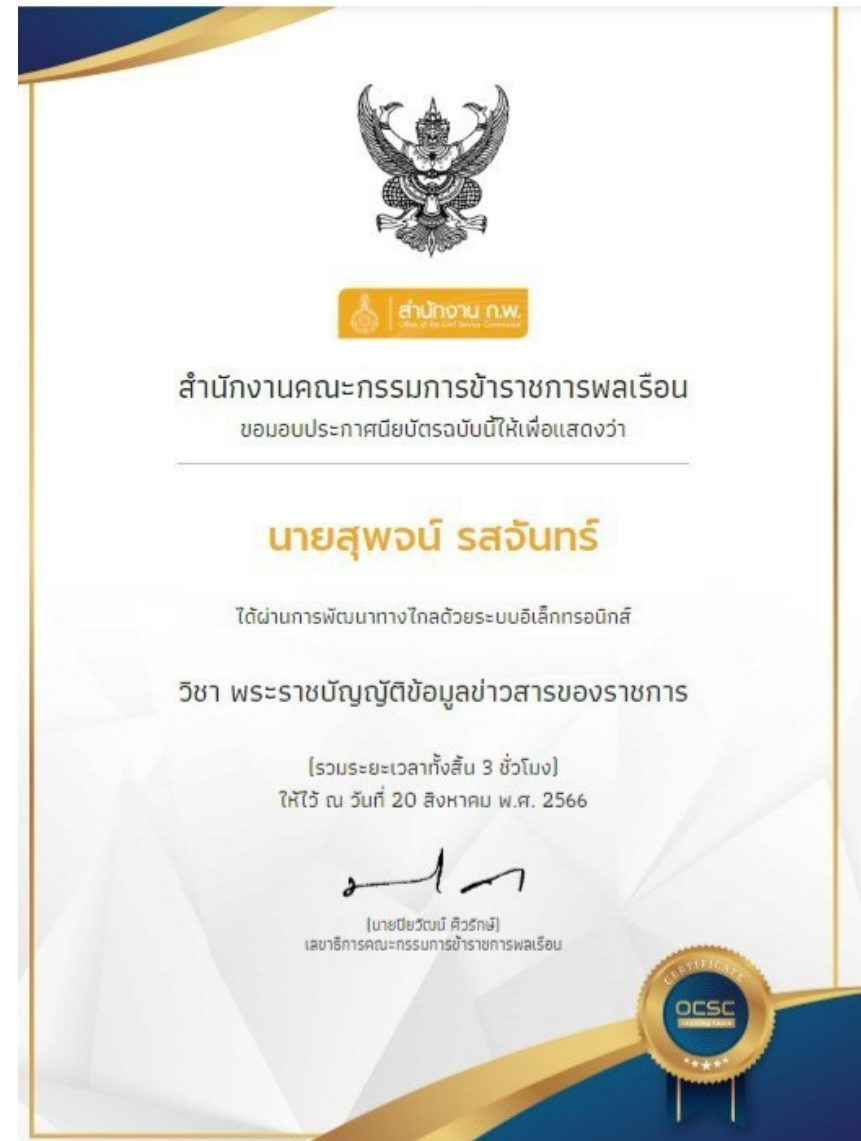 สำนักงาน ก.พ.
Office of the Civil Service Commission
สำนักงานคณะกรรมการข้าราชการพลเรือน
ขอมอบประกาศนียบัตรฉบับนี้ให้เพื่อแสดงว่า
นายสุพจน์ รสจันทร์
ได้ผ่านการพัฒนาทางไกลด้วยระบบอิเล็กทรอนิกส์
วิชา พระราชบัญญัติข้อมูลข่าวสารของราชการ
(รวมระยะเวลาทั้งสิ้น 3 ชั่วโมง)
ให้ไว้ ณ วันที่ 20 สิงหาคม พ.ศ. 2566
(นายปิยวัฒน์ ศิวรักษ์)
เลขาธิการคณะกรรมการข้าราชการพลเรือน
CERTIFICATE
OCSC
Learning Space